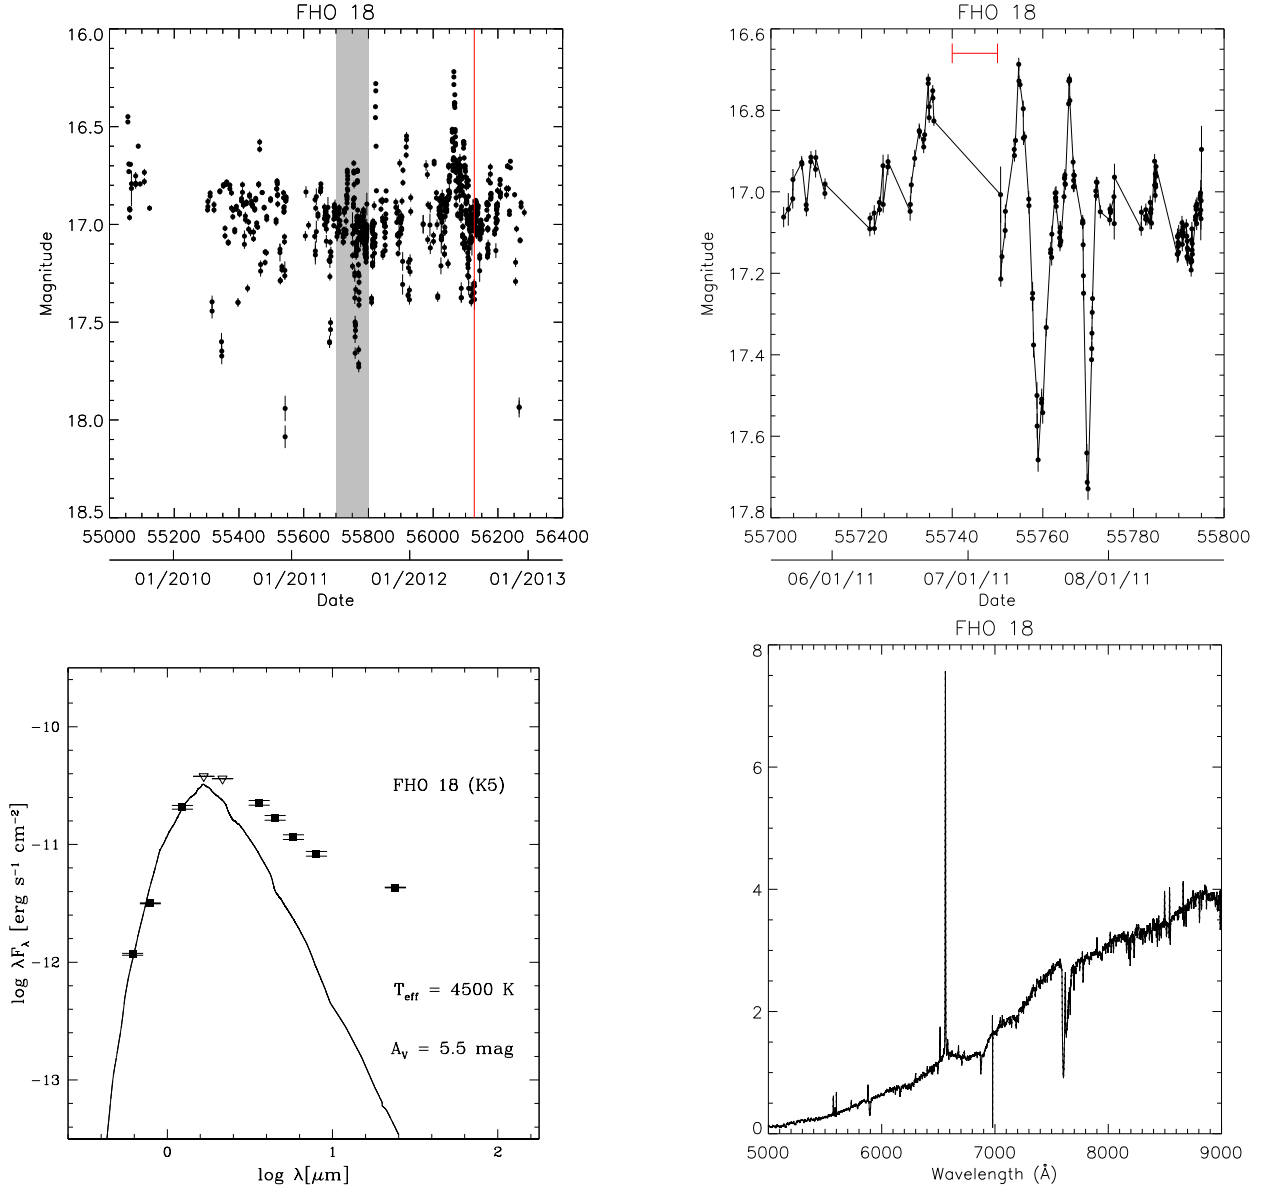 FHO 18
16.0
16.5
17.0
17.5
18.0
18.5
Magnitude
55000 55200 55400 55600 55800 56000 56200 56400
01/2010 01/2011 01/2012 01/2013
Date
FHO 18
16.6
16.8
17.0
17.2
17.4
17.6
17.8
Magnitude
55700 55720 55740 55760 55780 55800
06/01/11 07/01/11 08/01/11
Date
-10
-11
-12
-13
log λF_λ [erg s⁻¹ cm⁻²]
FHO 18 (K5)
T_eff = 4500 K
A_V = 5.5 mag
0 1 2
log λ[μm]
FHO 18
8
6
4
2
0
5000 6000 7000 8000 9000
Wavelength (Å)